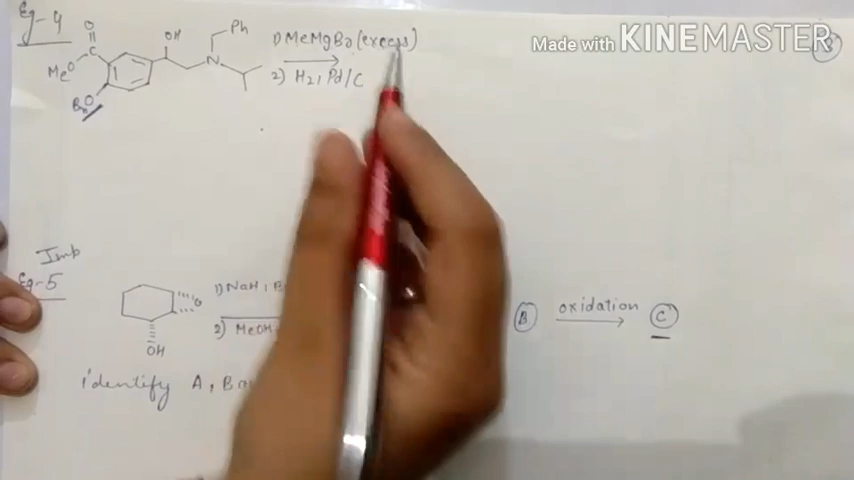 Eg-4
O
C
MeO
BnO
OH
N
Ph
1) MeMgBr (excess)
2) H2, Pd/C
Made with KINEMASTER
Imp
Eg-5
O
OH
1) NaH, B
2) MeOH
B
oxidation
C
identify A, B